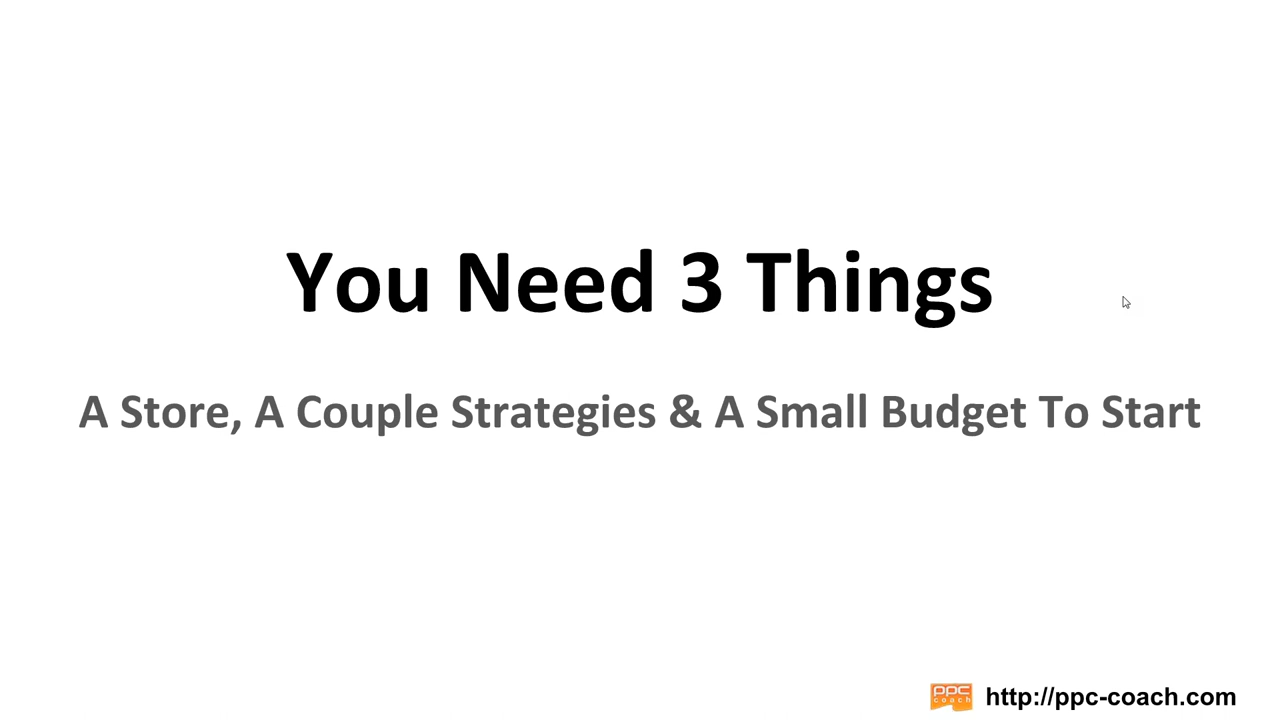 You Need 3 Things
A Store, A Couple Strategies & A Small Budget To Start
ppc
coach
http://ppc-coach.com